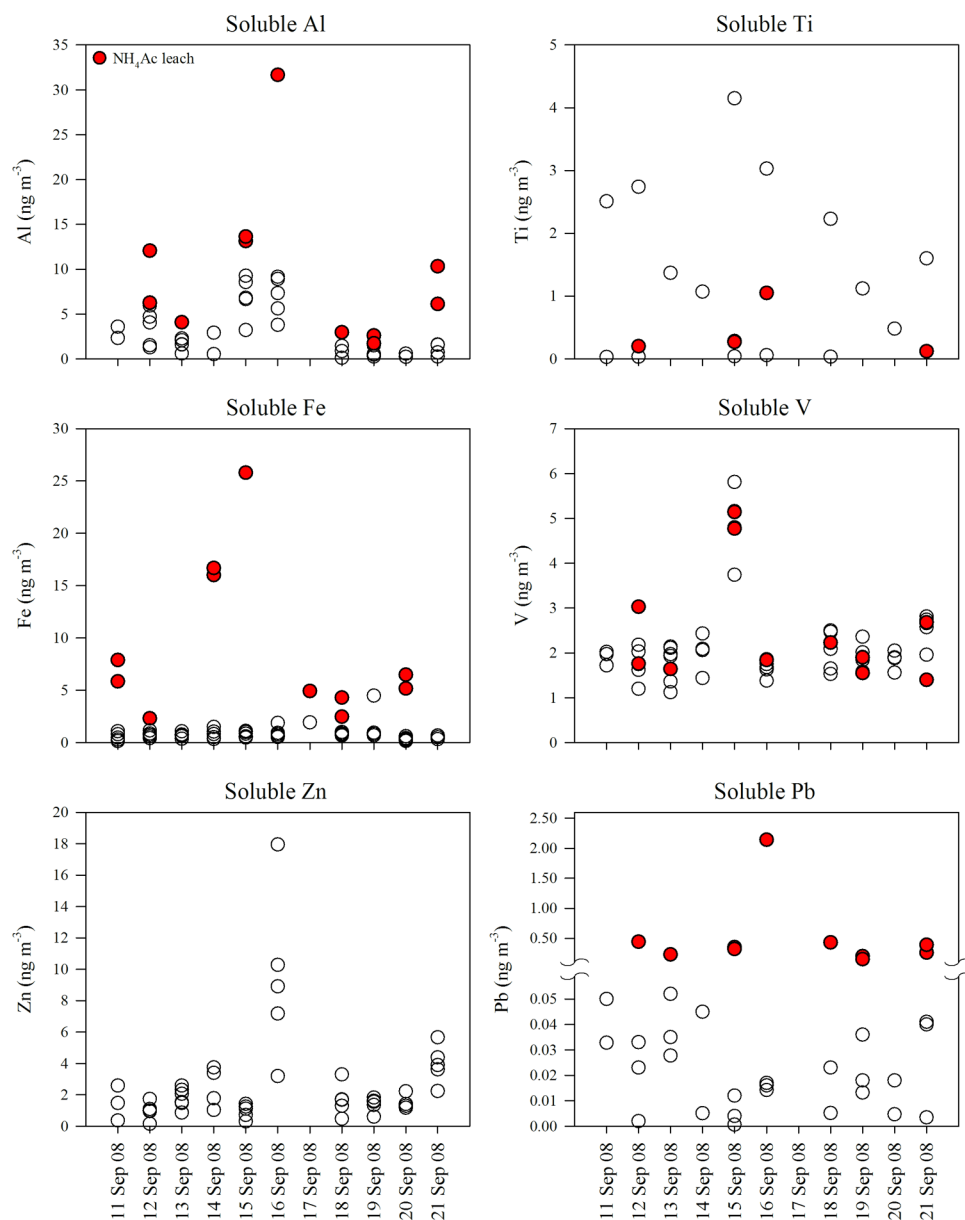 Soluble Al
Al (ng m-3)
35
30
25
20
15
10
5
0
NH4Ac leach
Soluble Ti
Ti (ng m-3)
5
4
3
2
1
0
Soluble Fe
Fe (ng m-3)
30
25
20
15
10
5
0
Soluble V
V (ng m-3)
7
6
5
4
3
2
1
0
Soluble Zn
Zn (ng m-3)
20
18
16
14
12
10
8
6
4
2
0
11 Sep 08
12 Sep 08
13 Sep 08
14 Sep 08
15 Sep 08
16 Sep 08
17 Sep 08
18 Sep 08
19 Sep 08
20 Sep 08
21 Sep 08
Soluble Pb
Pb (ng m-3)
2.50
2.00
1.50
1.00
0.50
0.05
0.04
0.03
0.02
0.01
0.00
11 Sep 08
12 Sep 08
13 Sep 08
14 Sep 08
15 Sep 08
16 Sep 08
17 Sep 08
18 Sep 08
19 Sep 08
20 Sep 08
21 Sep 08